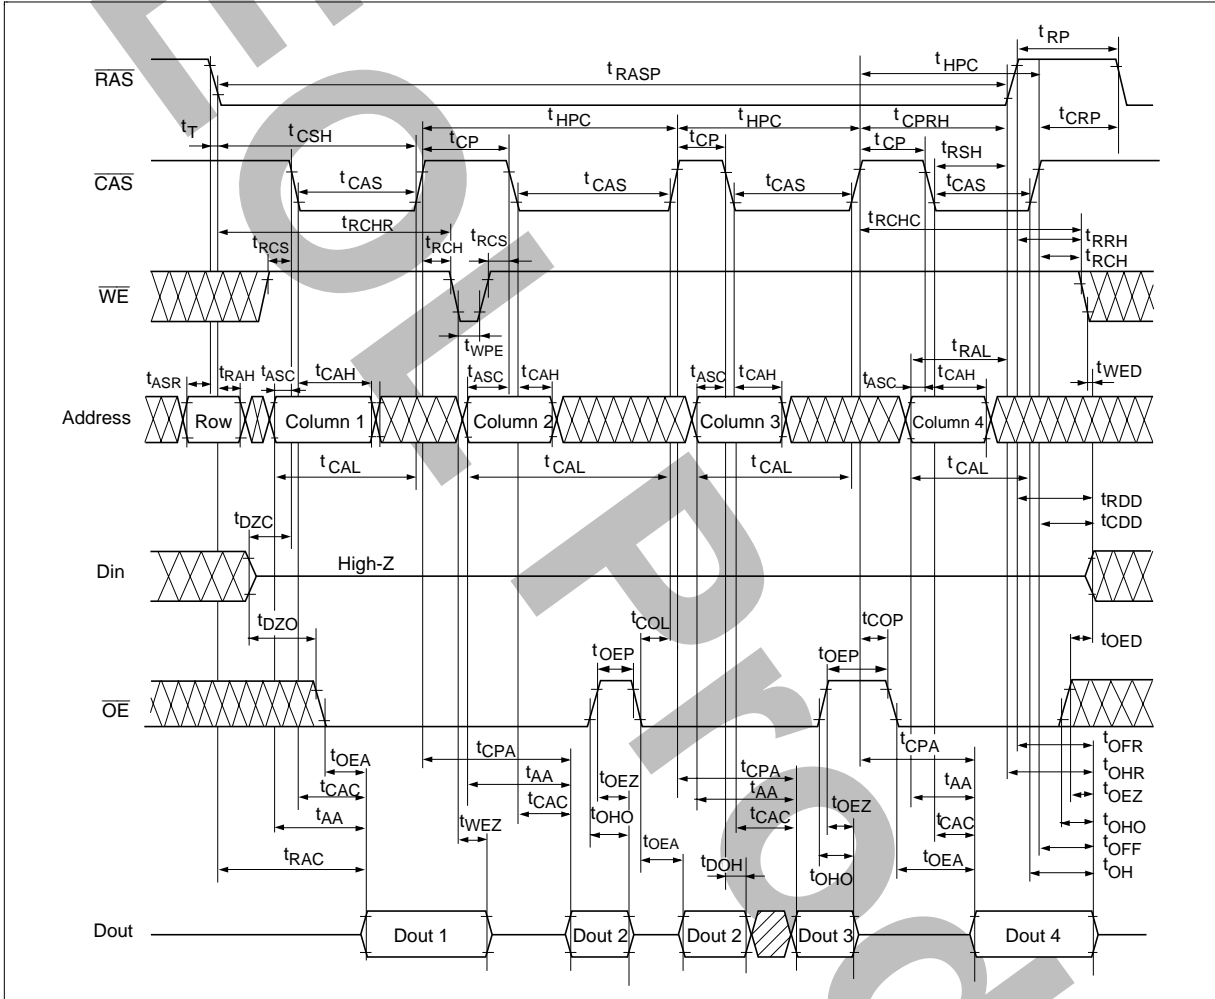 tRP
tHPC
RAS
tRASP
tHPC
tHPC
tCPRH
tCRP
tT
tCSH
tCP
tCP
tCP
tRSH
CAS
tCAS
tCAS
tCAS
tCAS
tRCHR
tRCHC
tRCS
tRCH
tRCS
tRRH
tRCH
WE
tWPE
tRAL
tWED
tASR
tRAH
tASC
tCAH
tASC
tCAH
tASC
tCAH
tASC
tCAH
Address
Row
Column 1
Column 2
Column 3
Column 4
tCAL
tCAL
tCAL
tCAL
tRDD
tCDD
tDZC
Din
High-Z
tDZO
tCOL
tCOP
tOED
tOEP
tOEP
OE
tOEA
tCPA
tCPA
tCPA
tOFR
tOHR
tCAC
tAA
tOEZ
tAA
tOEZ
tAA
tOEZ
tAA
tCAC
tOHO
tCAC
tCAC
tOHO
tWEZ
tOEA
tOEA
tOFF
tRAC
tDOH
tOHO
tOH
Dout
Dout 1
Dout 2
Dout 2
Dout 3
Dout 4
EOL Prod